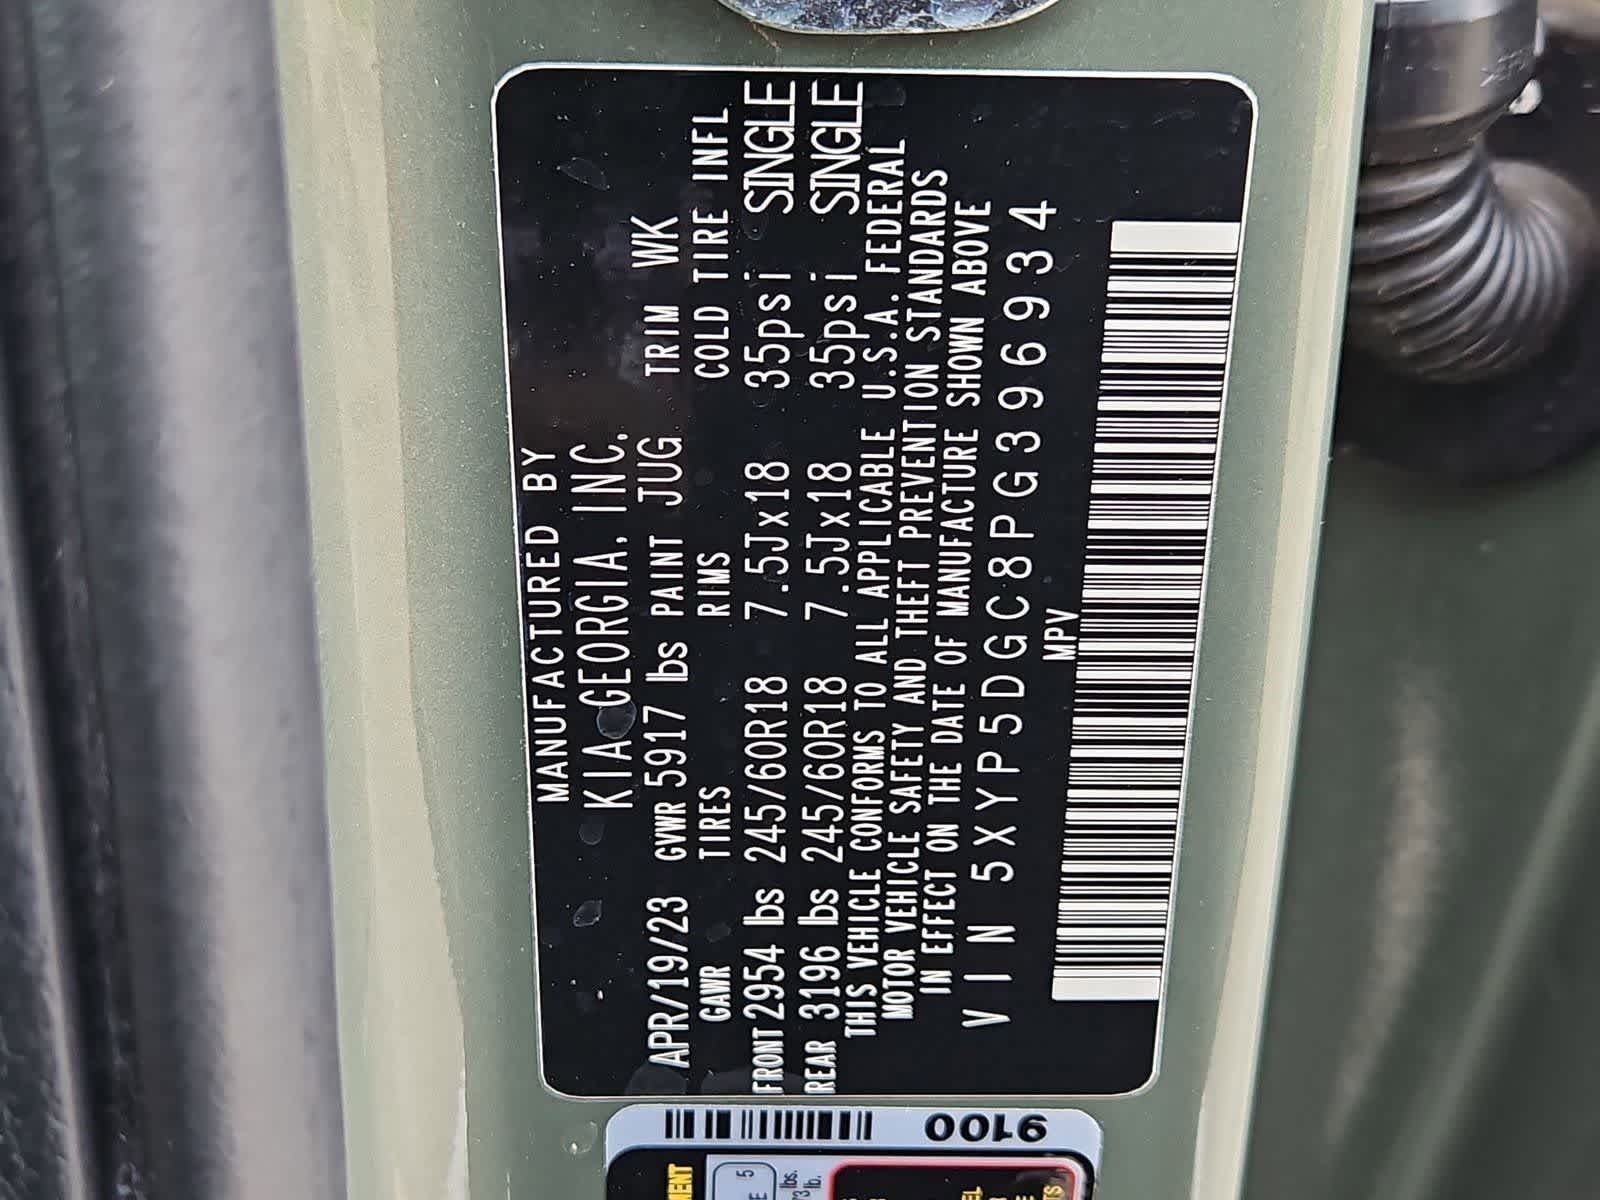 MANUFACTURED BY
KIA GEORGIA, INC.
APR/19/23 GVWR 5917 lbs PAINT JUG TRIM WK
GAWR TIRES RIMS COLD TIRE INFL
FRONT 2954 lbs 245/60R18 7.5Jx18 35psi SINGLE
REAR 3196 lbs 245/60R18 7.5Jx18 35psi SINGLE
THIS VEHICLE CONFORMS TO ALL APPLICABLE U.S.A. FEDERAL
MOTOR VEHICLE SAFETY AND THEFT PREVENTION STANDARDS
IN EFFECT ON THE DATE OF MANUFACTURE SHOWN ABOVE
VIN 5XYP5DGC8PG396934
MPV
9100
5
lbs.
lb.